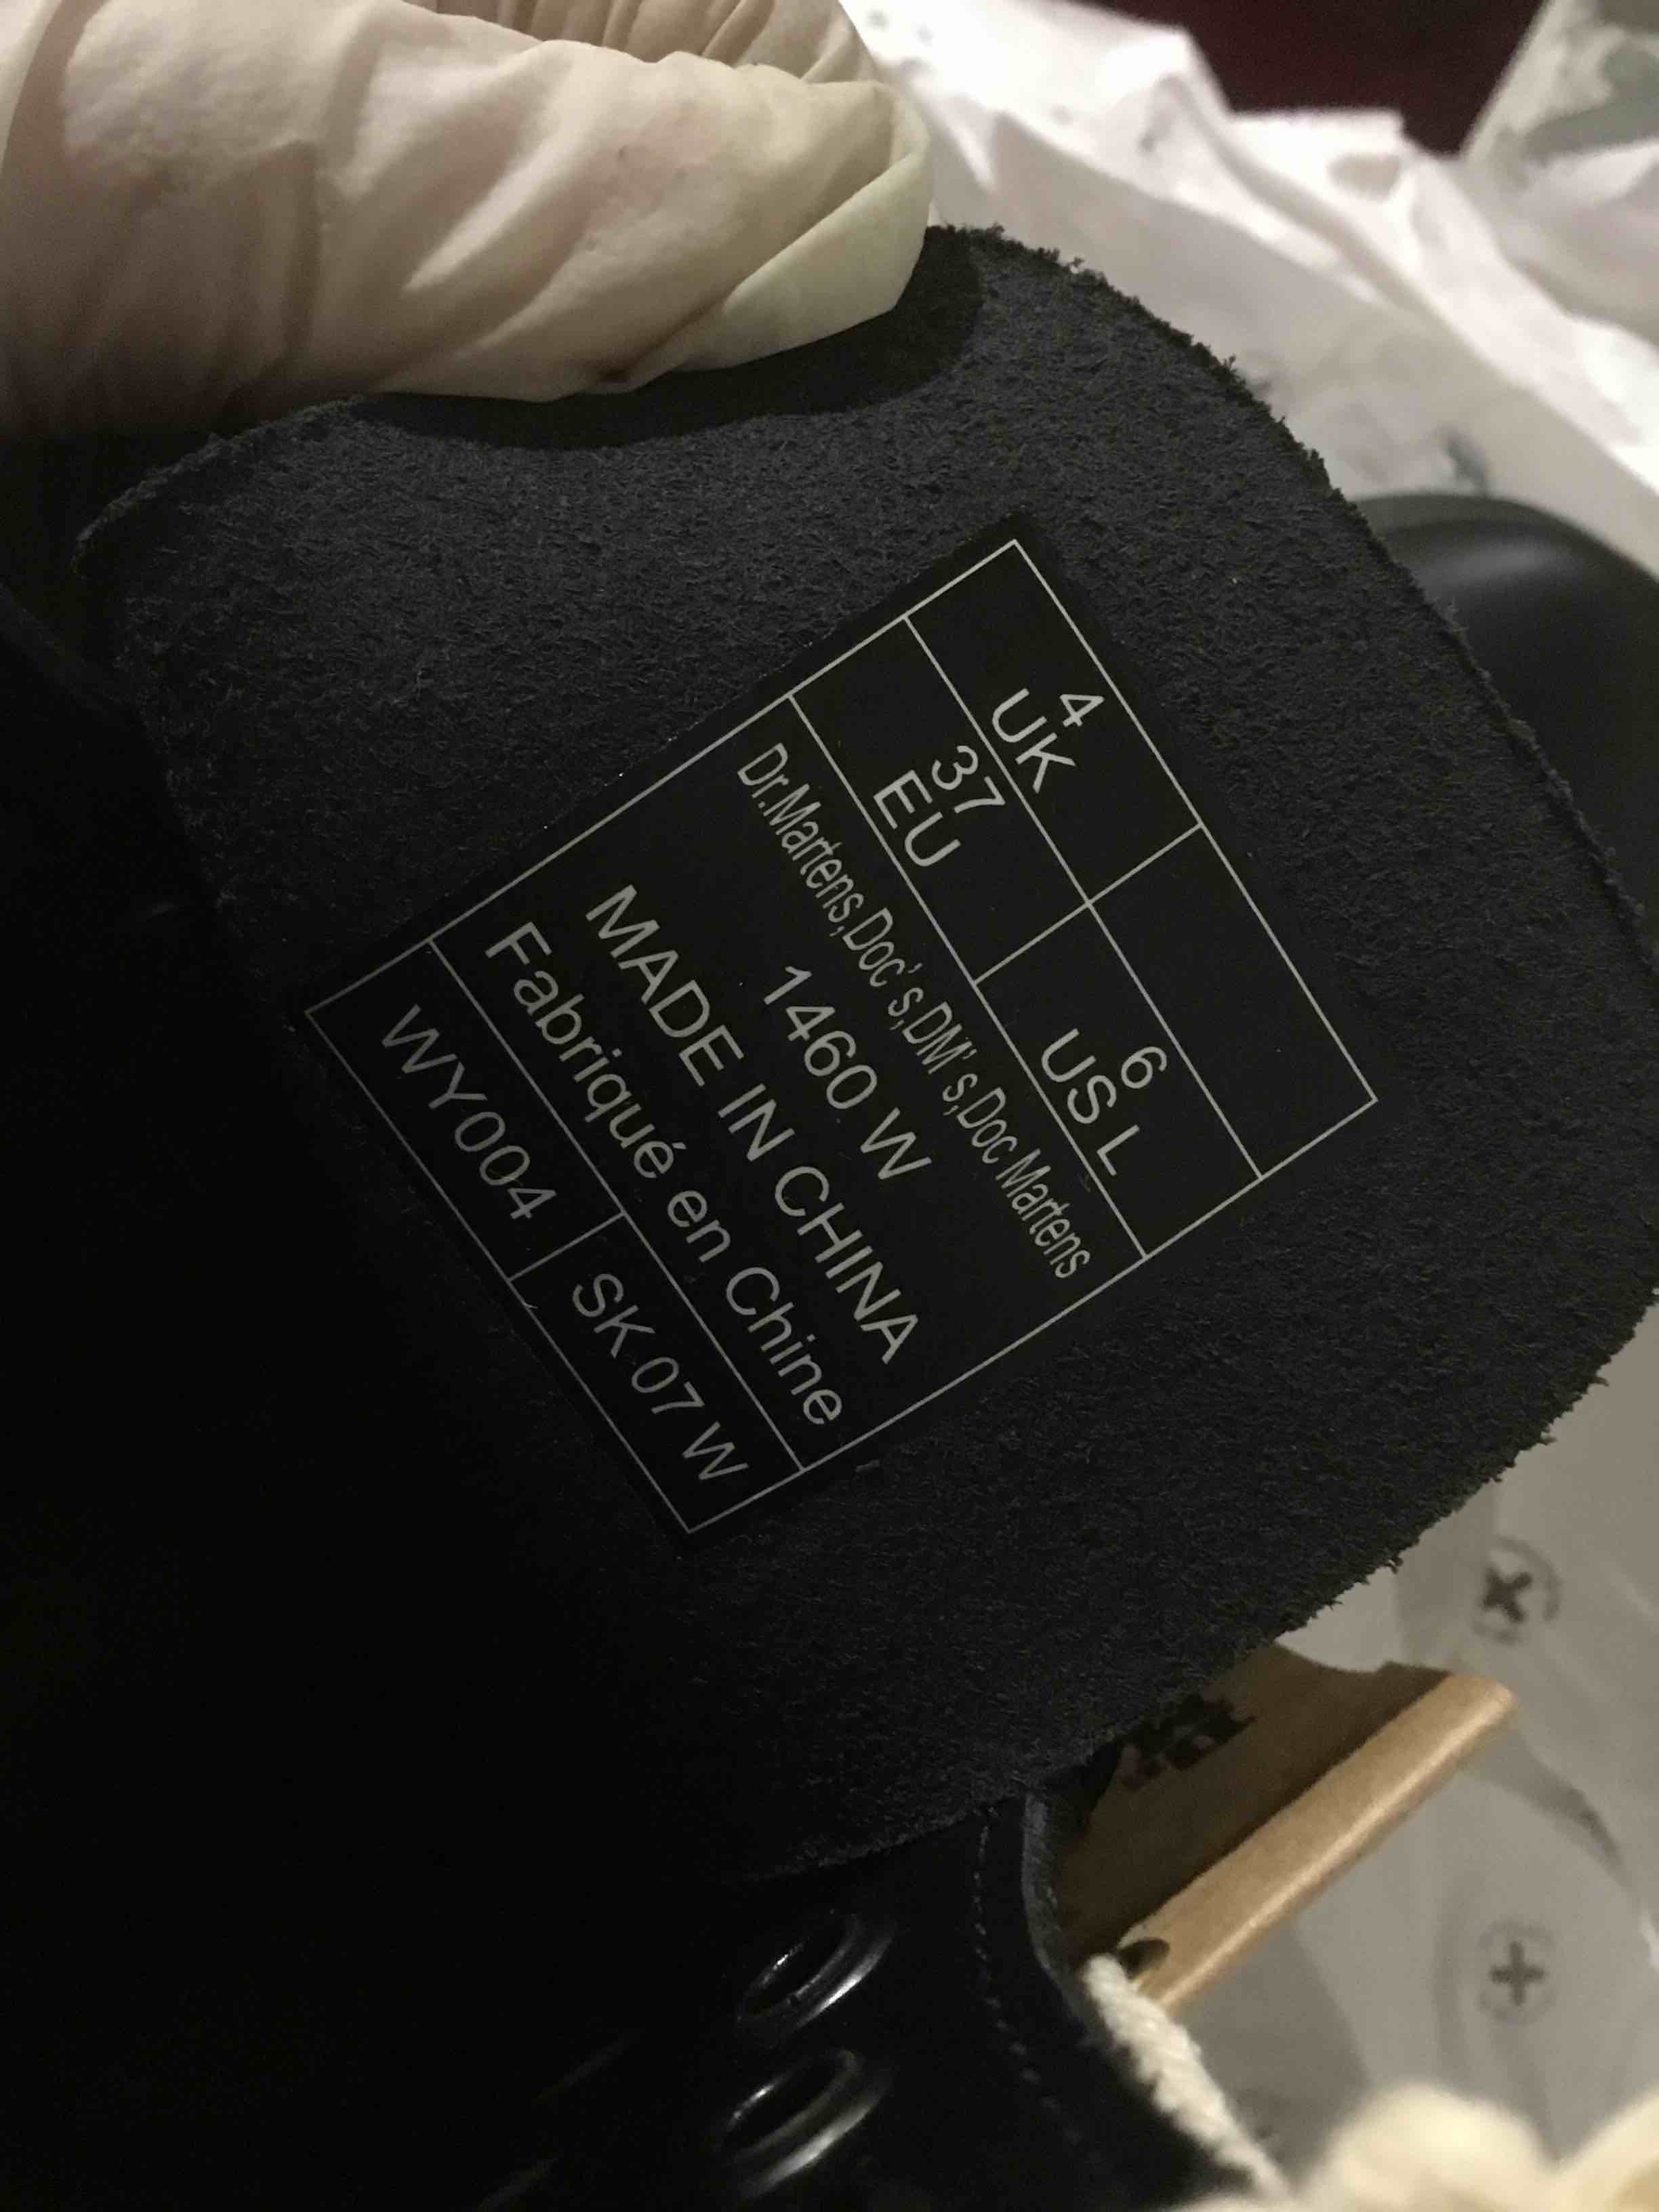 4
UK
37
EU
6
US L
Dr.Martens,Doc's,DM's,Doc Martens
1460 W
MADE IN CHINA
Fabriqué en Chine
WY004
SK 07 W